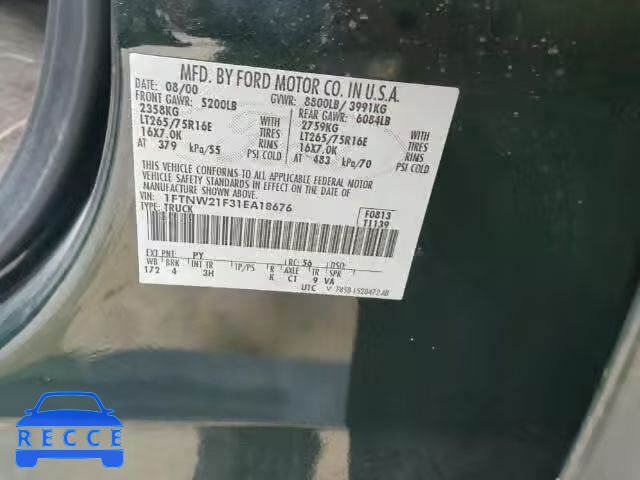 MFD. BY FORD MOTOR CO. IN U.S.A.
DATE: 08/00 GVWR: 8800LB/ 3991KG
FRONT GAWR: 5200LB REAR GAWR: 6084LB
2358KG 2759KG
LT265/75R16E TIRES LT265/75R16E TIRES
16X7.0K RIMS 16X7.0K RIMS
AT 379 kPa/55 PSI COLD AT 483 kPa/70 PSI COLD
THIS VEHICLE CONFORMS TO ALL APPLICABLE FEDERAL MOTOR
VEHICLE SAFETY STANDARDS IN EFFECT ON THE DATE OF MANUFACTURE SHOWN ABOVE.
VIN: 1FTNW21F31EA18676 F0813
TYPE: TRUCK T1139
EXT PNT: PY RC: 56 DSO:
WB BRK INT TR TP/PS R AXLE TR SPR
172 4 3H K C1 9 VA
UTC
RECCE